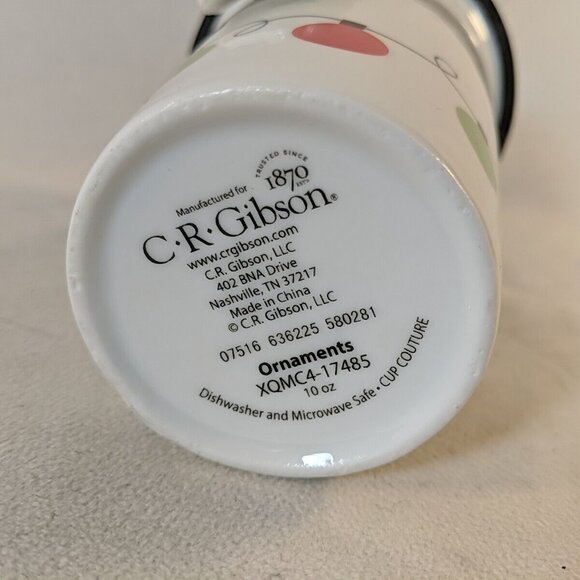 TRUSTED SINCE
1870
ESTD
Manufactured for
C·R·Gibson®
www.crgibson.com
C.R. Gibson, LLC
402 BNA Drive
Nashville, TN 37217
Made in China
© C.R. Gibson, LLC
07516 636225 580281
Ornaments
XQMC4-17485
10 oz
Dishwasher and Microwave Safe · CUP COUTURE